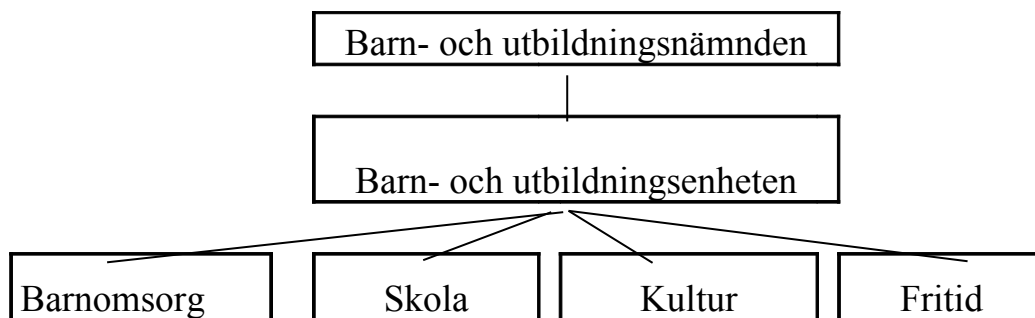 Barn- och utbildningsnämnden
Barn- och utbildningsenheten
Barnomsorg
Skola
Kultur
Fritid